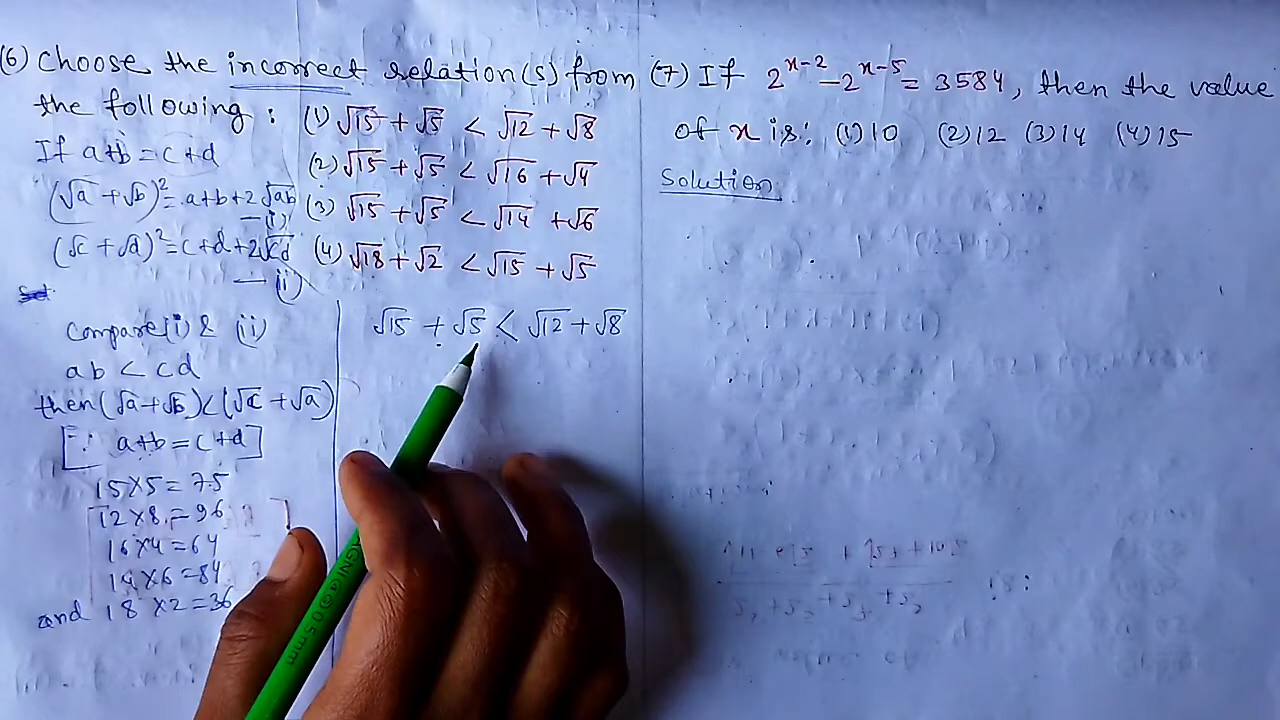 (6) Choose the incorrect relation(s) from
the following : (1) √15 + √5 < √12 + √8
(2) √15 + √5 < √16 + √4
(3) √15 + √5 < √14 + √6
(4) √18 + √2 < √15 + √5
If a+b = c+d
(√a + √b)² = a+b+2√ab
—(i)
(√c + √d)² = c+d+2√cd
—(i)
Compare (i) & (ii)
ab < cd
then (√a+√b) < (√c + √d)
[∵ a+b = c+d]
15×5 = 75
12×8 = 96
16×4 = 64
14×6 = 84
and 18 ×2 = 36
√15 + √5 < √12 + √8
AGNI 0.5mm
(7) If 2^x-2 - 2^x-5 = 3584, then the value
of x is : (1) 10 (2) 12 (3) 14 (4) 15
Solution